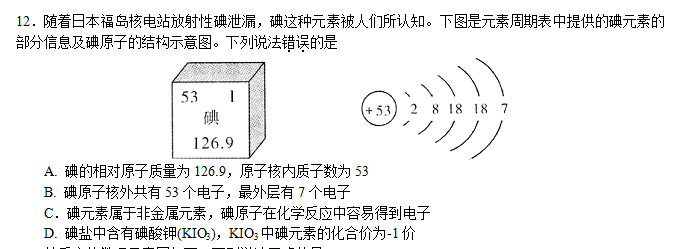 12．随着日本福岛核电站放射性碘泄漏，碘这种元素被人们所认知。下图是元素周期表中提供的碘元素的
部分信息及碘原子的结构示意图。下列说法错误的是
53 I
碘
126.9
+53 2 8 18 18 7
A. 碘的相对原子质量为 126.9，原子核内质子数为 53
B. 碘原子核外共有 53 个电子，最外层有 7 个电子
C．碘元素属于非金属元素，碘原子在化学反应中容易得到电子
D. 碘盐中含有碘酸钾(KIO₃)，KIO₃中碘元素的化合价为-1 价